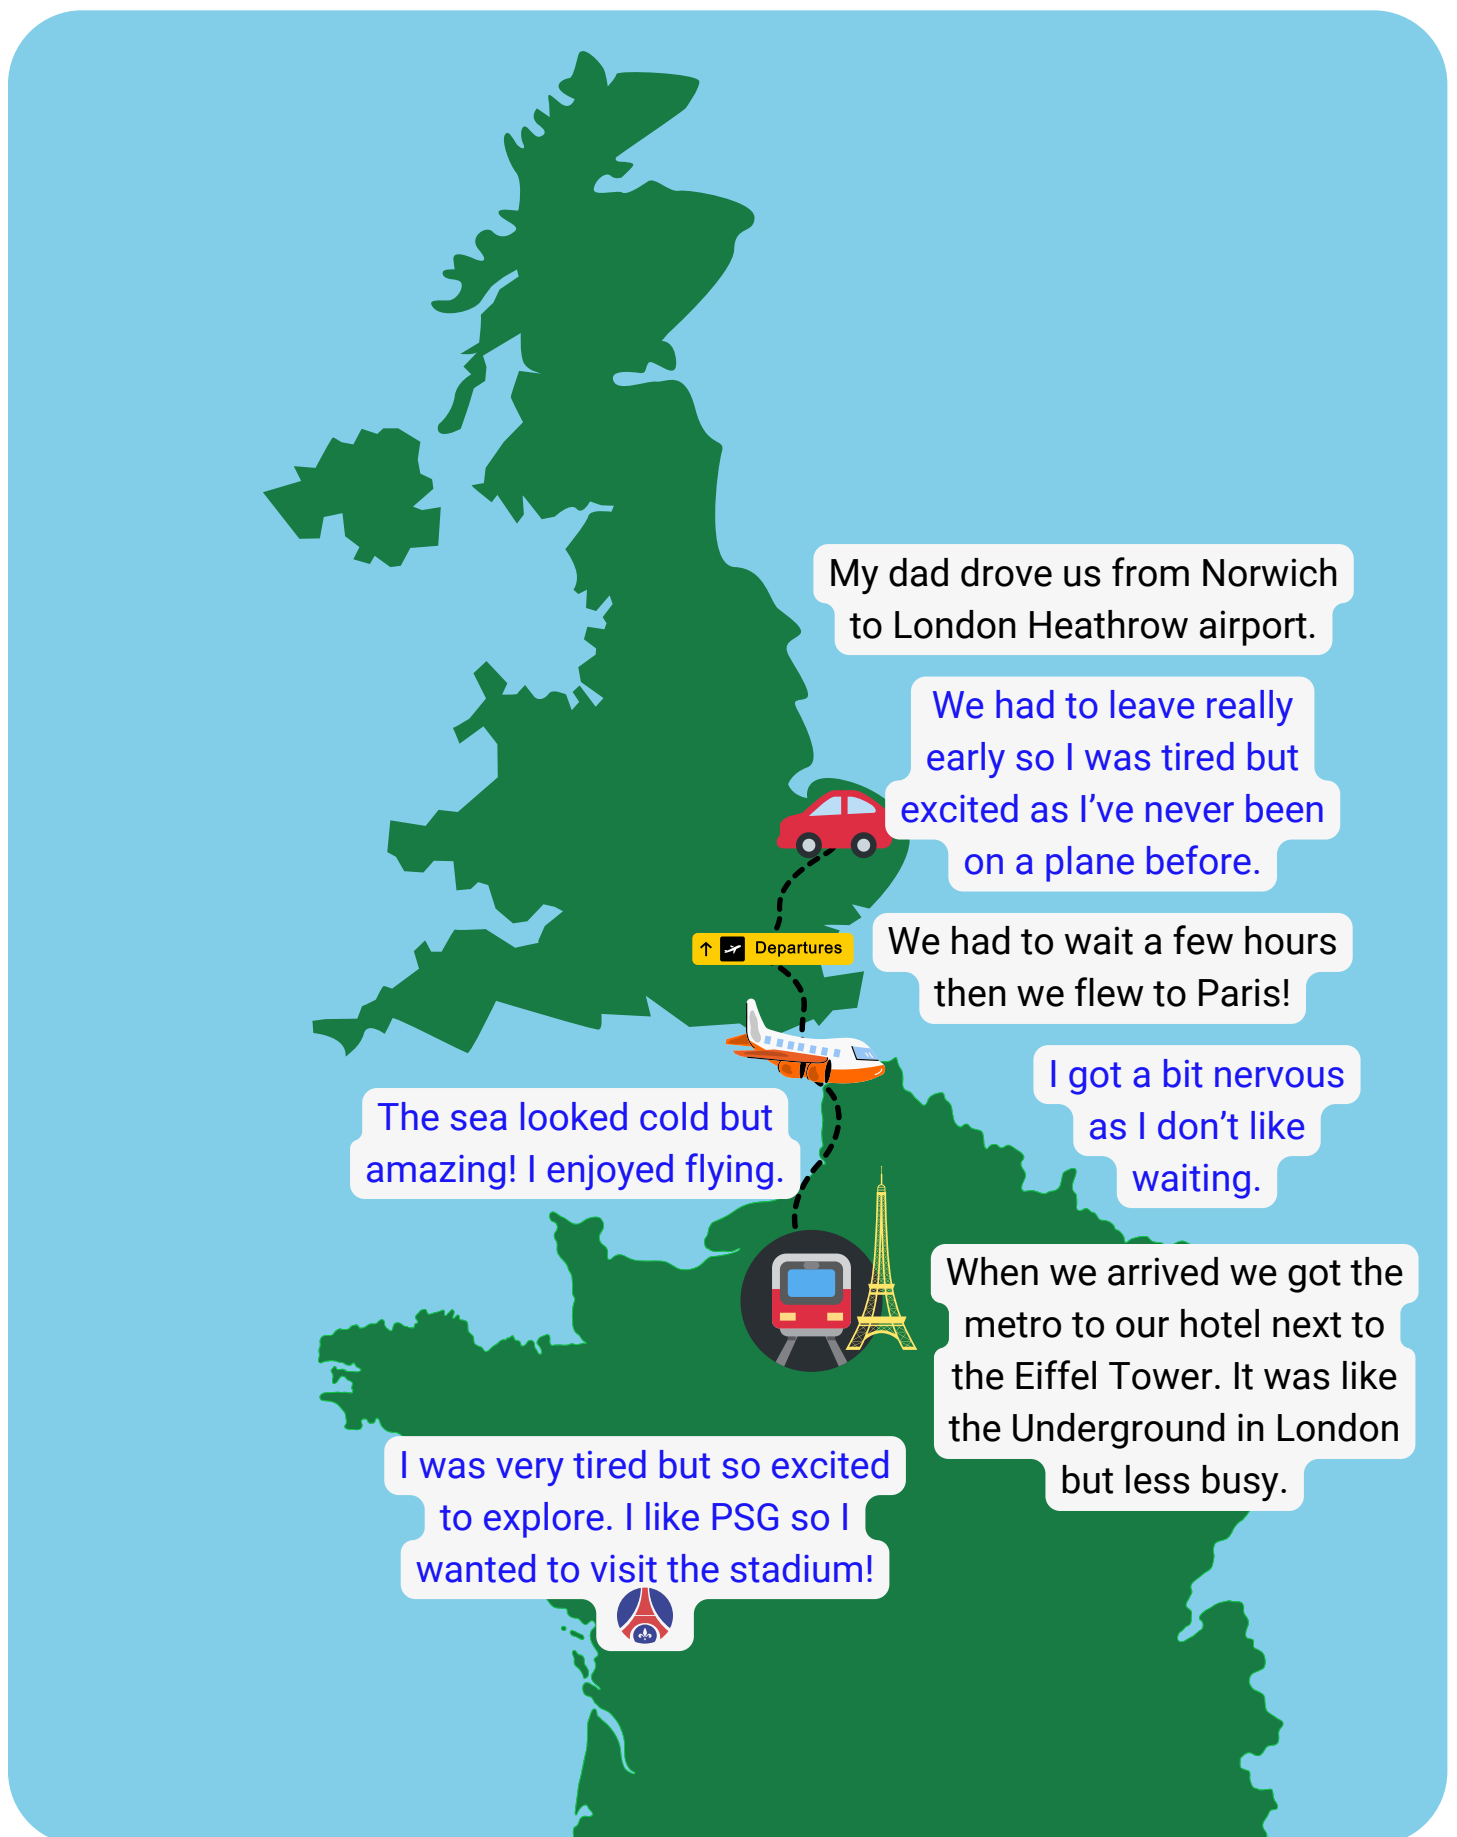 My dad drove us from Norwich
to London Heathrow airport.
We had to leave really
early so I was tired but
excited as I’ve never been
on a plane before.
Departures
We had to wait a few hours
then we flew to Paris!
I got a bit nervous
as I don’t like
waiting.
The sea looked cold but
amazing! I enjoyed flying.
When we arrived we got the
metro to our hotel next to
the Eiffel Tower. It was like
the Underground in London
but less busy.
I was very tired but so excited
to explore. I like PSG so I
wanted to visit the stadium!